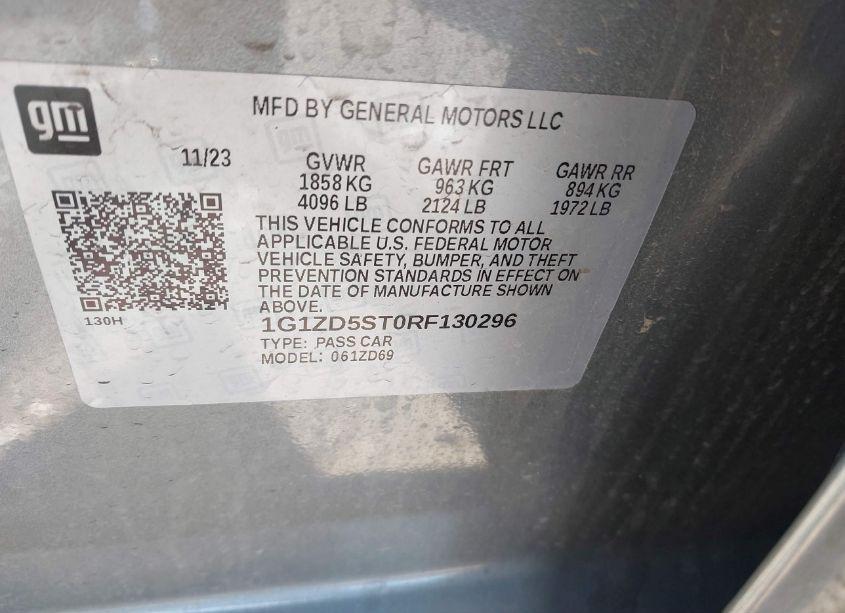 gm
MFD BY GENERAL MOTORS LLC
11/23 GVWR GAWR FRT GAWR RR
1858 KG 963 KG 894 KG
4096 LB 2124 LB 1972 LB
THIS VEHICLE CONFORMS TO ALL
APPLICABLE U.S. FEDERAL MOTOR
VEHICLE SAFETY, BUMPER, AND THEFT
PREVENTION STANDARDS IN EFFECT ON
THE DATE OF MANUFACTURE SHOWN
ABOVE.
130H
1G1ZD5ST0RF130296
TYPE: PASS CAR
MODEL: 061ZD69